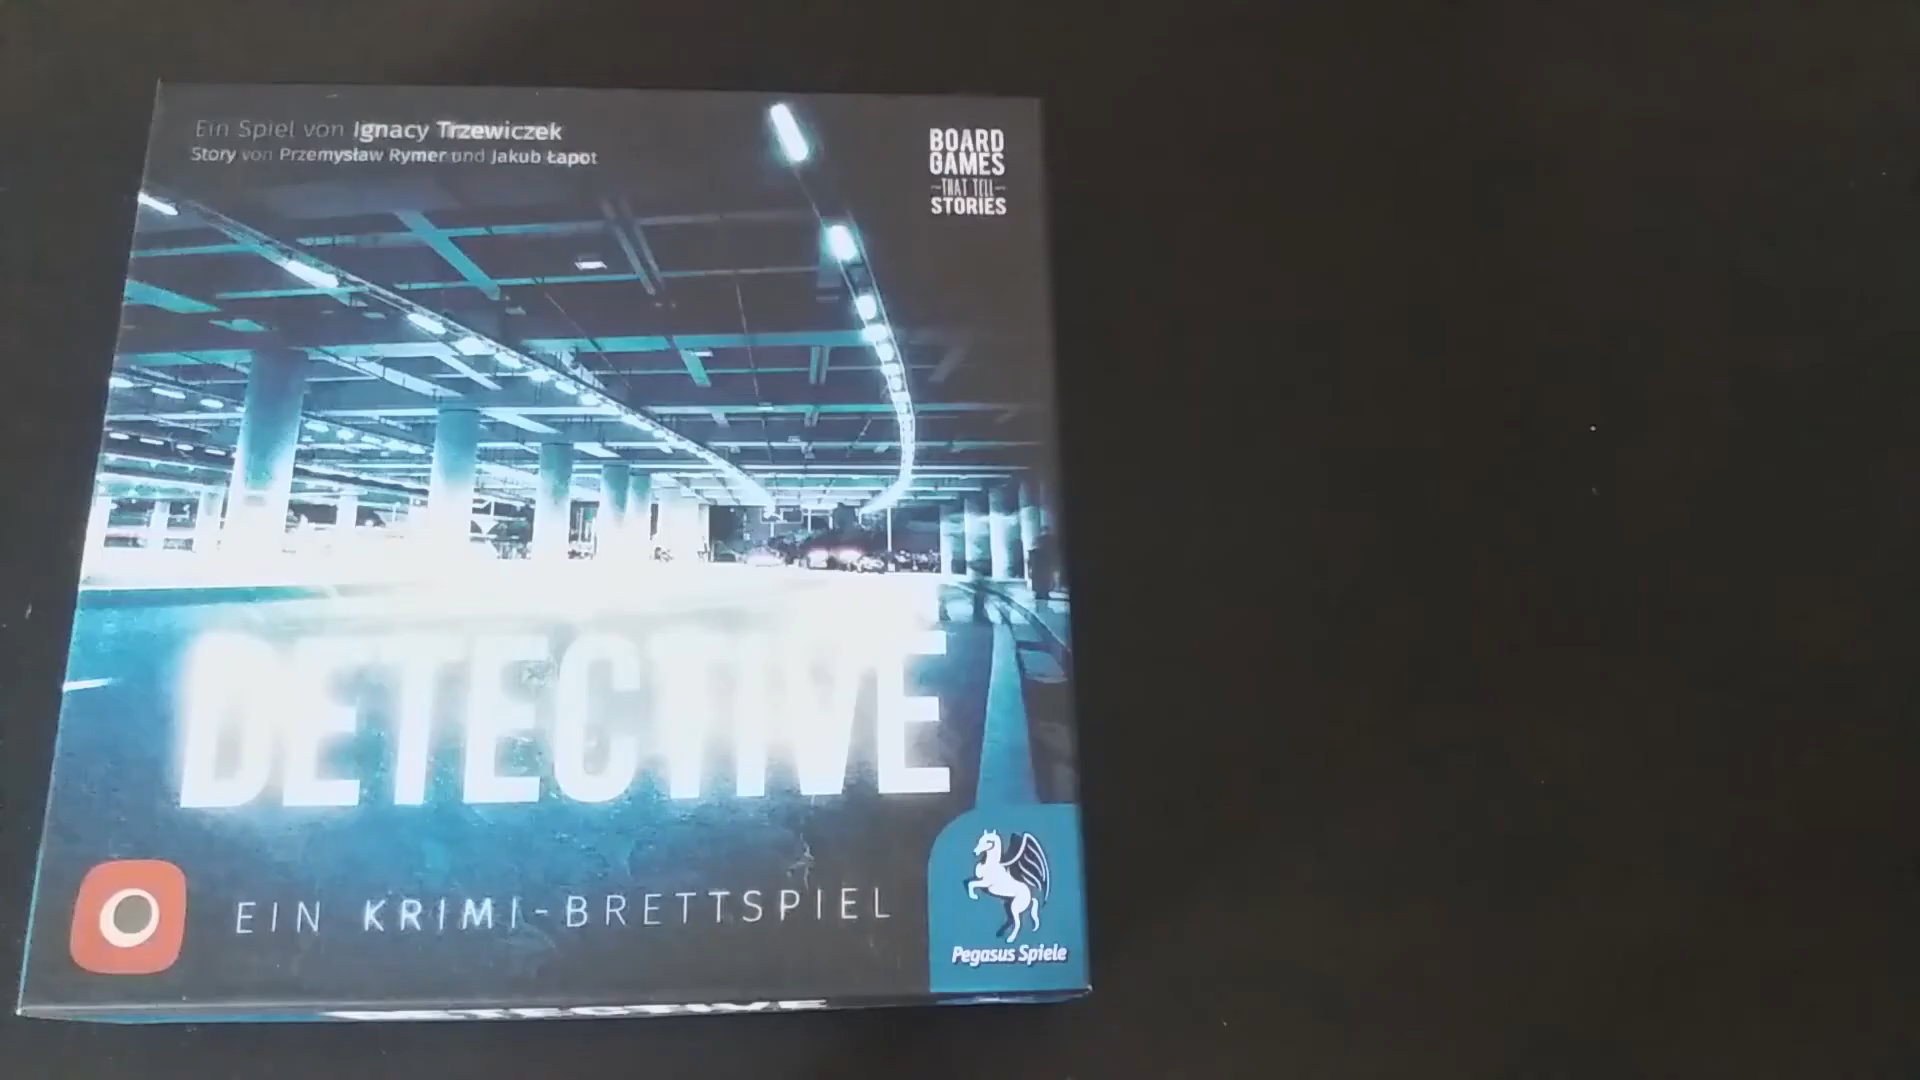 Ein Spiel von Ignacy Trzewiczek
Story von Przemysław Rymer und Jakub Łapot
BOARD
GAMES
THAT TELL
STORIES
DETECTIVE
EIN KRIMI-BRETTSPIEL
Pegasus Spiele
DETECTIVE